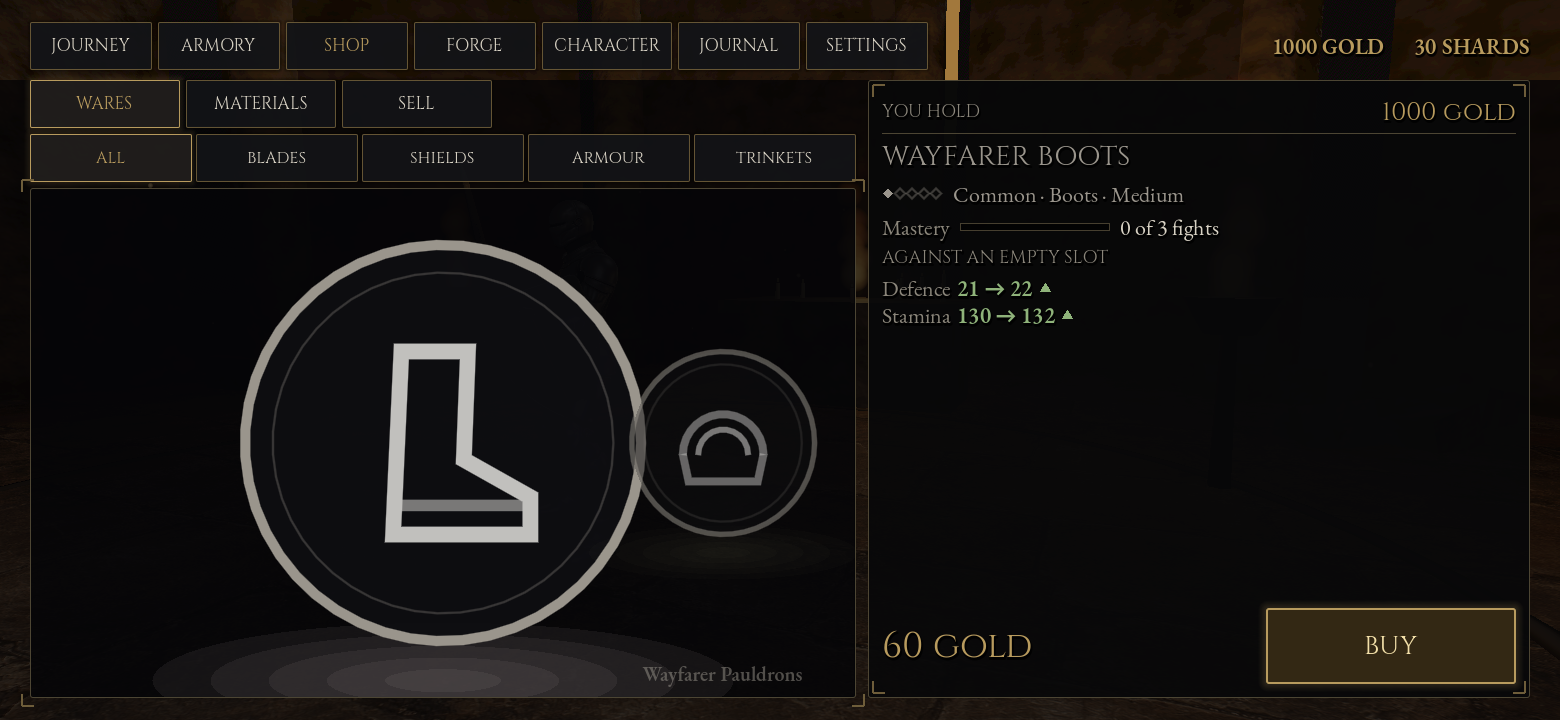 JOURNEY ARMORY SHOP FORGE CHARACTER JOURNAL SETTINGS 1000 GOLD 30 SHARDS
WARES MATERIALS SELL
ALL BLADES SHIELDS ARMOUR TRINKETS
Wayfarer Pauldrons
YOU HOLD 1000 GOLD
WAYFARER BOOTS
Common · Boots · Medium
Mastery 0 of 3 fights
AGAINST AN EMPTY SLOT
Defence 21 → 22 ▲
Stamina 130 → 132 ▲
60 GOLD BUY